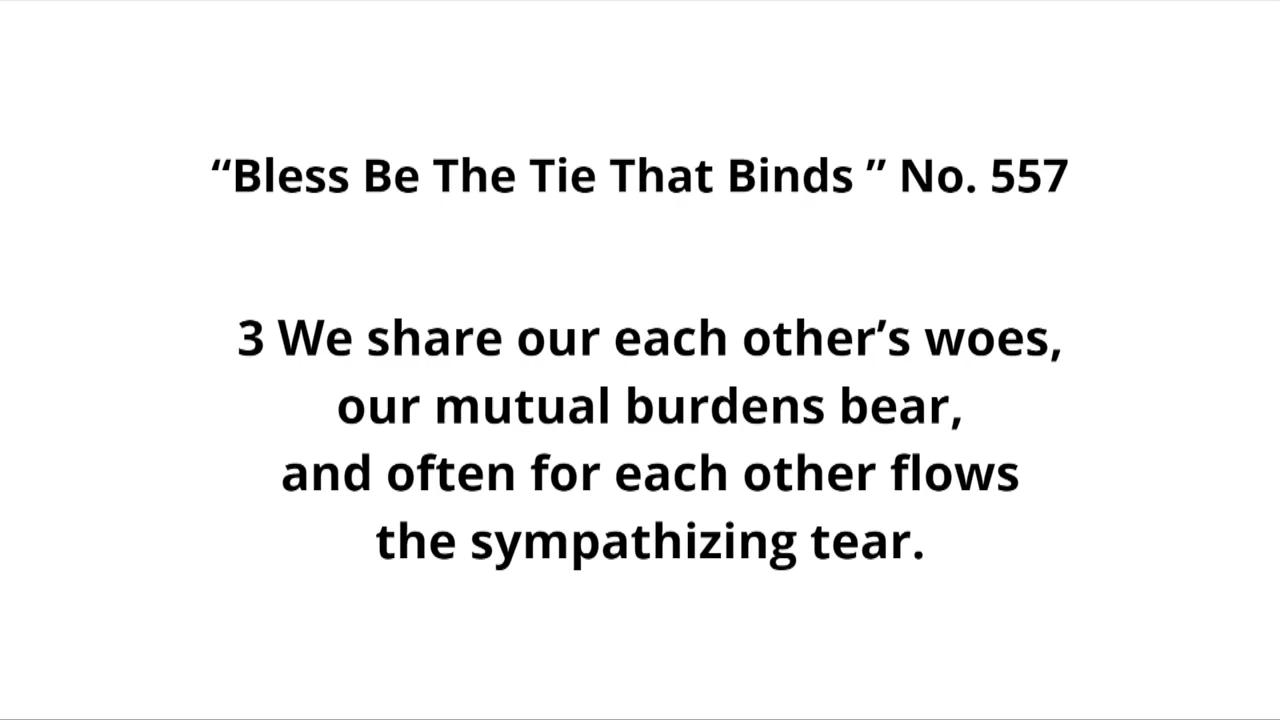 “Bless Be The Tie That Binds ” No. 557
3 We share our each other’s woes,
our mutual burdens bear,
and often for each other flows
the sympathizing tear.